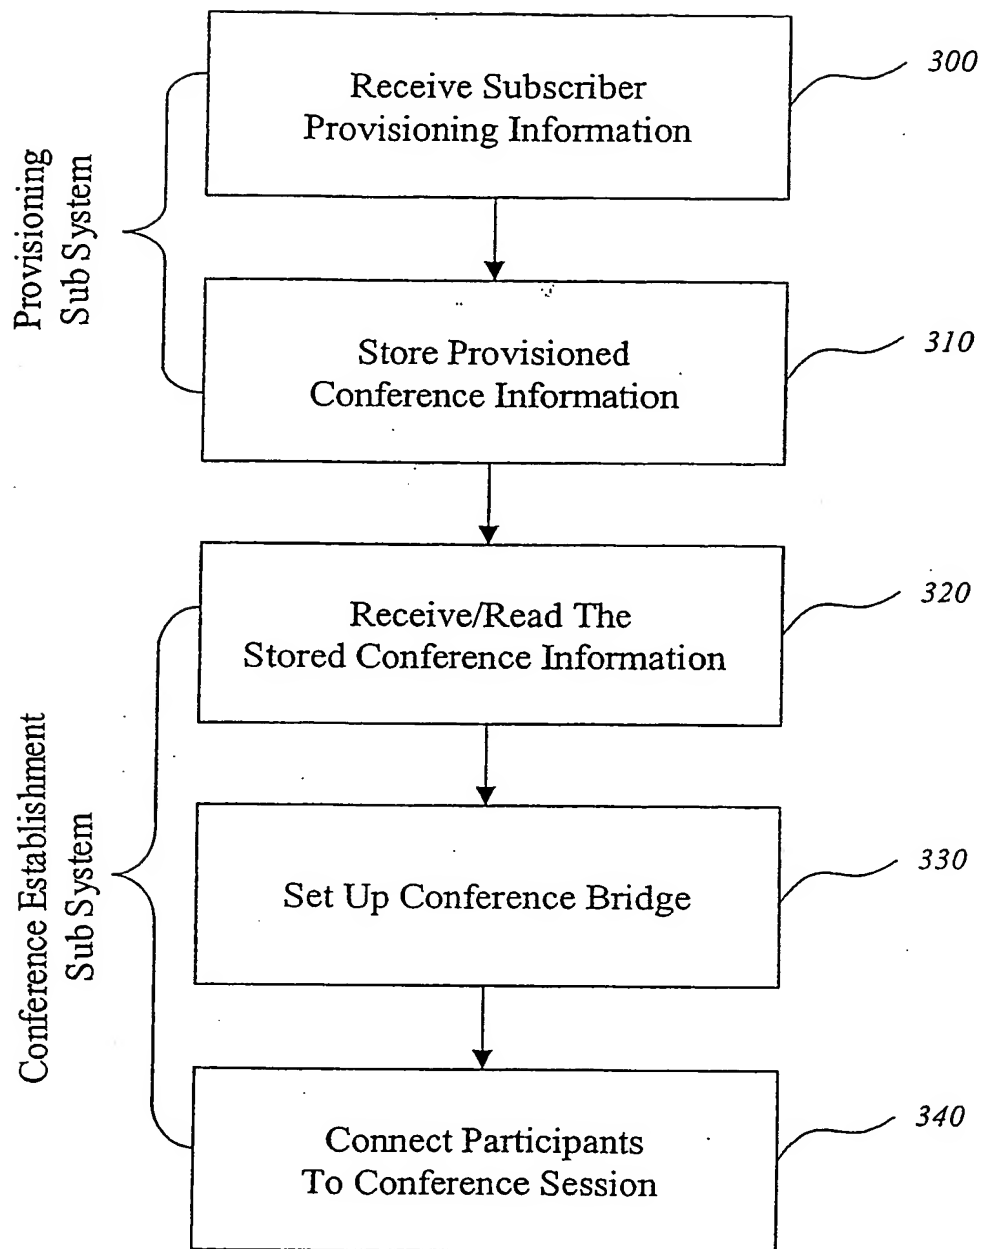 Provisioning
Sub System
Receive Subscriber
Provisioning Information
300
Store Provisioned
Conference Information
310
Conference Establishment
Sub System
Receive/Read The
Stored Conference Information
320
Set Up Conference Bridge
330
Connect Participants
To Conference Session
340